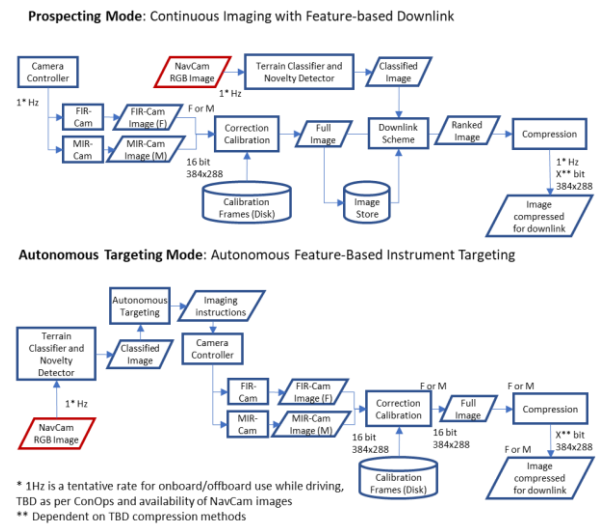 Prospecting Mode: Continuous Imaging with Feature-based Downlink
Camera
Controller
NavCam
RGB Image
1* Hz
Terrain Classifier and
Novelty Detector
Classified
Image
1* Hz
FIR-
Cam
FIR-Cam
Image (F)
F or M
MIR-
Cam
MIR-Cam
Image (M)
Correction
Calibration
Full
Image
Downlink
Scheme
Ranked
Image
Compression
16 bit
384x288
Calibration
Frames (Disk)
Image
Store
1* Hz
X** bit
384x288
Image
compressed
for downlink
Autonomous Targeting Mode: Autonomous Feature-Based Instrument Targeting
Autonomous
Targeting
Imaging
instructions
Terrain
Classifier and
Novelty
Detector
Classified
Image
Camera
Controller
1* Hz
NavCam
RGB Image
FIR-
Cam
FIR-Cam
Image (F)
MIR-
Cam
MIR-Cam
Image (M)
16 bit
384x288
Correction
Calibration
F or M
Full
Image
16 bit
384x288
F or M
Compression
Calibration
Frames (Disk)
X** bit
384x288
F or M
Image
compressed
for downlink
* 1Hz is a tentative rate for onboard/offboard use while driving,
TBD as per ConOps and availability of NavCam images
** Dependent on TBD compression methods